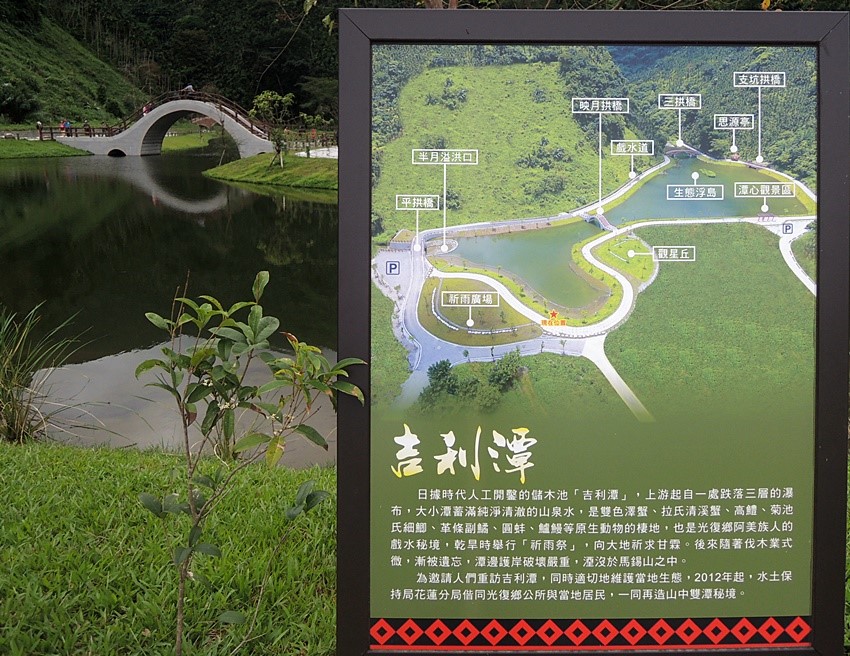 支坑拱橋
映月拱橋
三拱橋
思源亭
戲水道
半月溢洪口
生態浮島
潭心觀景區
平拱橋
P
觀星丘
P
祈雨廣場
現在位置
吉利潭
日據時代人工開鑿的儲木池「吉利潭」，上游起自一處跌落三層的瀑
布，大小潭蓄滿純淨清澈的山泉水，是雙色澤蟹、拉氏清溪蟹、高鱧、菊池
氏細鯽、革條副鱊、圓蚌、鱸鰻等原生動物的棲地，也是光復鄉阿美族人的
戲水秘境，乾旱時舉行「祈雨祭」，向大地祈求甘霖。後來隨著伐木業式
微，漸被遺忘，潭邊護岸破壞嚴重，湮沒於馬錫山之中。
為邀請人們重訪吉利潭，同時適切地維護當地生態，2012年起，水土保
持局花蓮分局偕同光復鄉公所與當地居民，一同再造山中雙潭秘境。